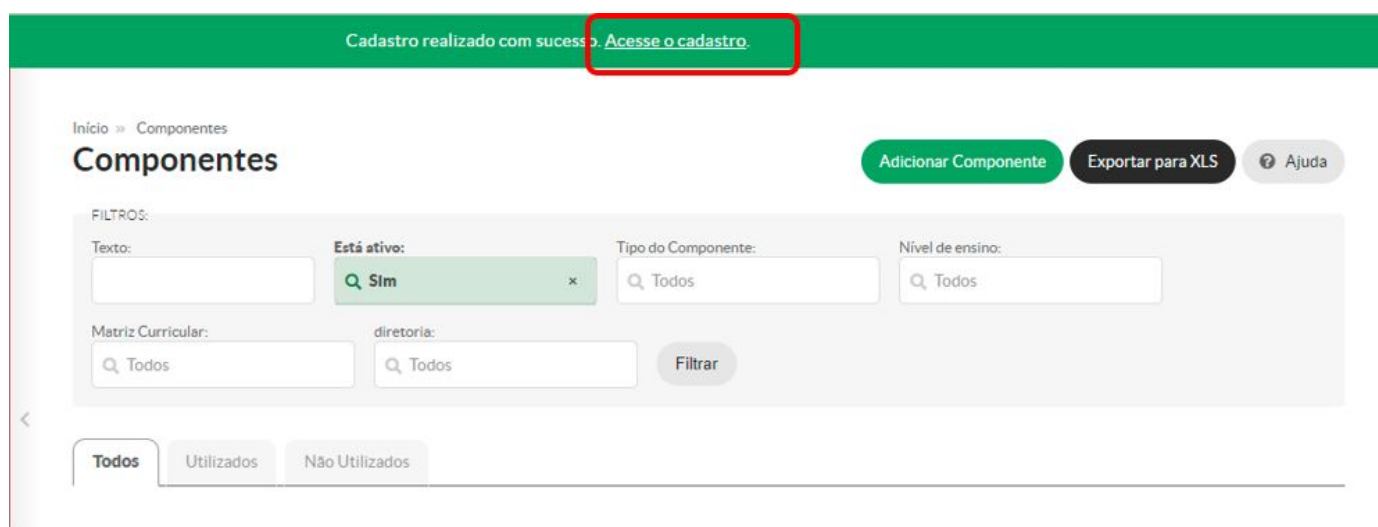 Cadastro realizado com sucesso. Acesse o cadastro.
Início » Componentes
Componentes
Adicionar Componente
Exportar para XLS
Ajuda
FILTROS:
Texto:
Está ativo:
Tipo do Componente:
Nível de ensino:
SIm
×
Todos
Todos
Matriz Curricular:
diretoria:
Todos
Todos
Filtrar
Todos
Utilizados
Não Utilizados